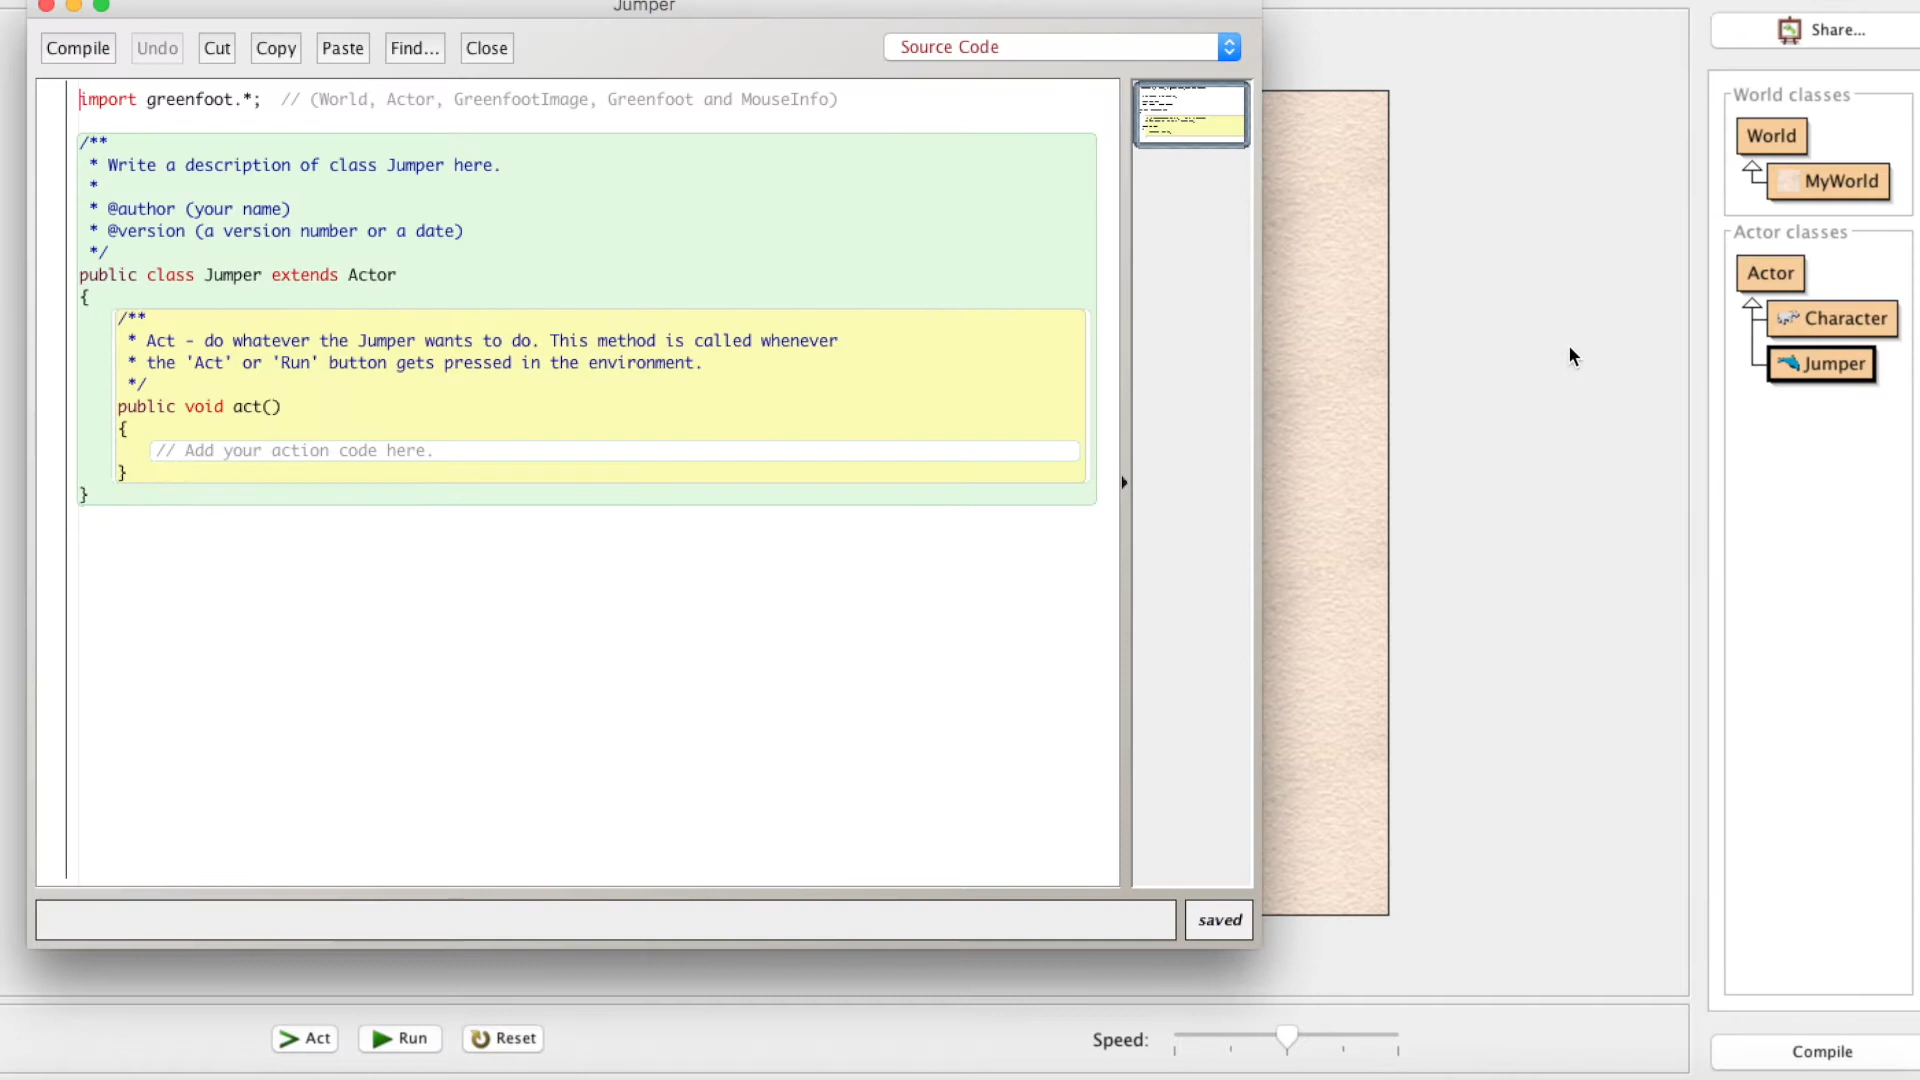 Jumper
Compile Undo Cut Copy Paste Find... Close Source Code
import greenfoot.*;  // (World, Actor, GreenfootImage, Greenfoot and MouseInfo)
/**
 * Write a description of class Jumper here.
 *
 * @author (your name)
 * @version (a version number or a date)
 */
public class Jumper extends Actor
{
    /**
     * Act - do whatever the Jumper wants to do. This method is called whenever
     * the 'Act' or 'Run' button gets pressed in the environment.
     */
    public void act()
    {
        // Add your action code here.
    }
}
saved
Share...
World classes
World
MyWorld
Actor classes
Actor
Character
Jumper
Act Run Reset Speed:
Compile